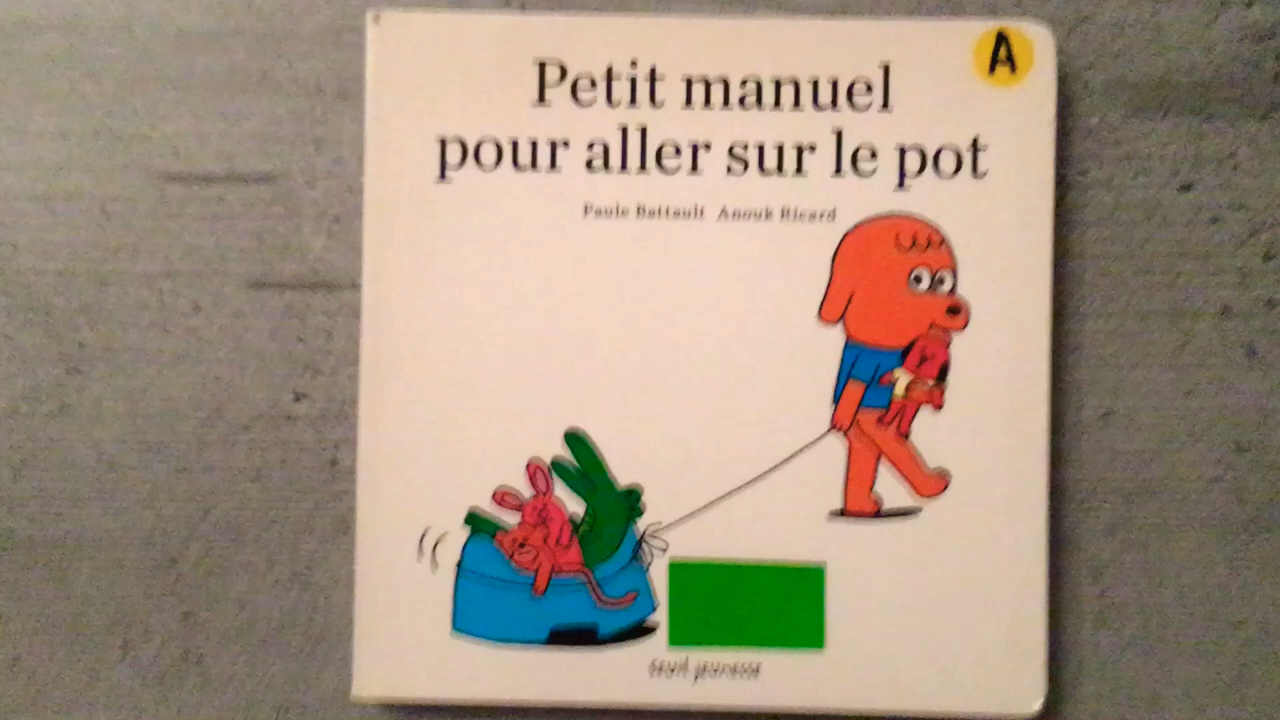 A
Petit manuel
pour aller sur le pot
Paule Battault Anouk Ricard
seuil jeunesse